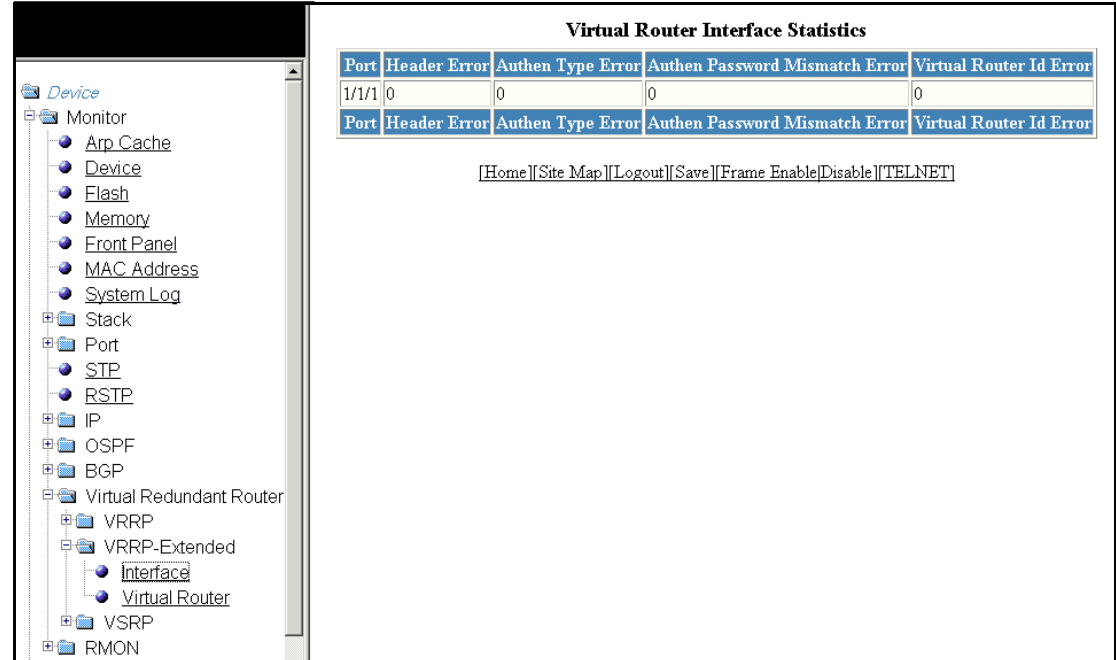 Device
Monitor
Arp Cache
Device
Flash
Memory
Front Panel
MAC Address
System Log
Stack
Port
STP
RSTP
IP
OSPF
BGP
Virtual Redundant Router
VRRP
VRRP-Extended
Interface
Virtual Router
VSRP
RMON
Virtual Router Interface Statistics
Port Header Error Authen Type Error Authen Password Mismatch Error Virtual Router Id Error
1/1/1 0 0 0 0
Port Header Error Authen Type Error Authen Password Mismatch Error Virtual Router Id Error
[Home][Site Map][Logout][Save][Frame Enable|Disable][TELNET]